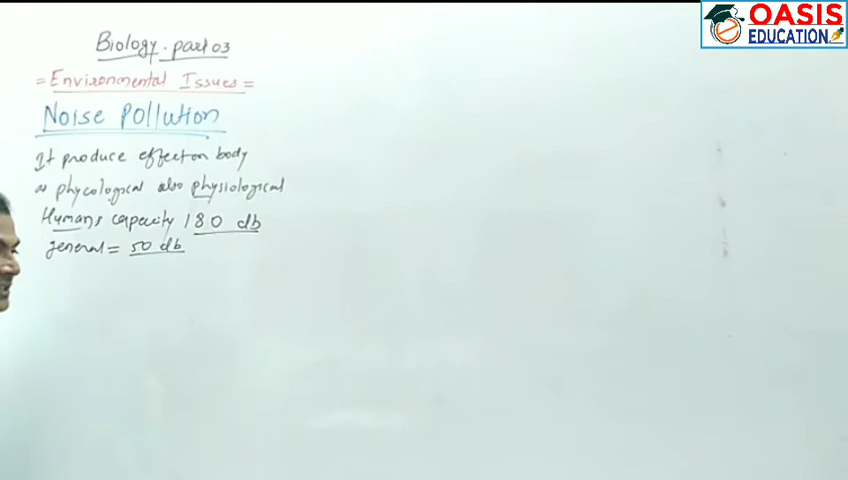 OASIS
EDUCATION
Biology. part 03
= Environmental Issues =
Noise Pollution
It produce effect on body
as phycological also physiological
Humans capacity 180 db
general = 50 db